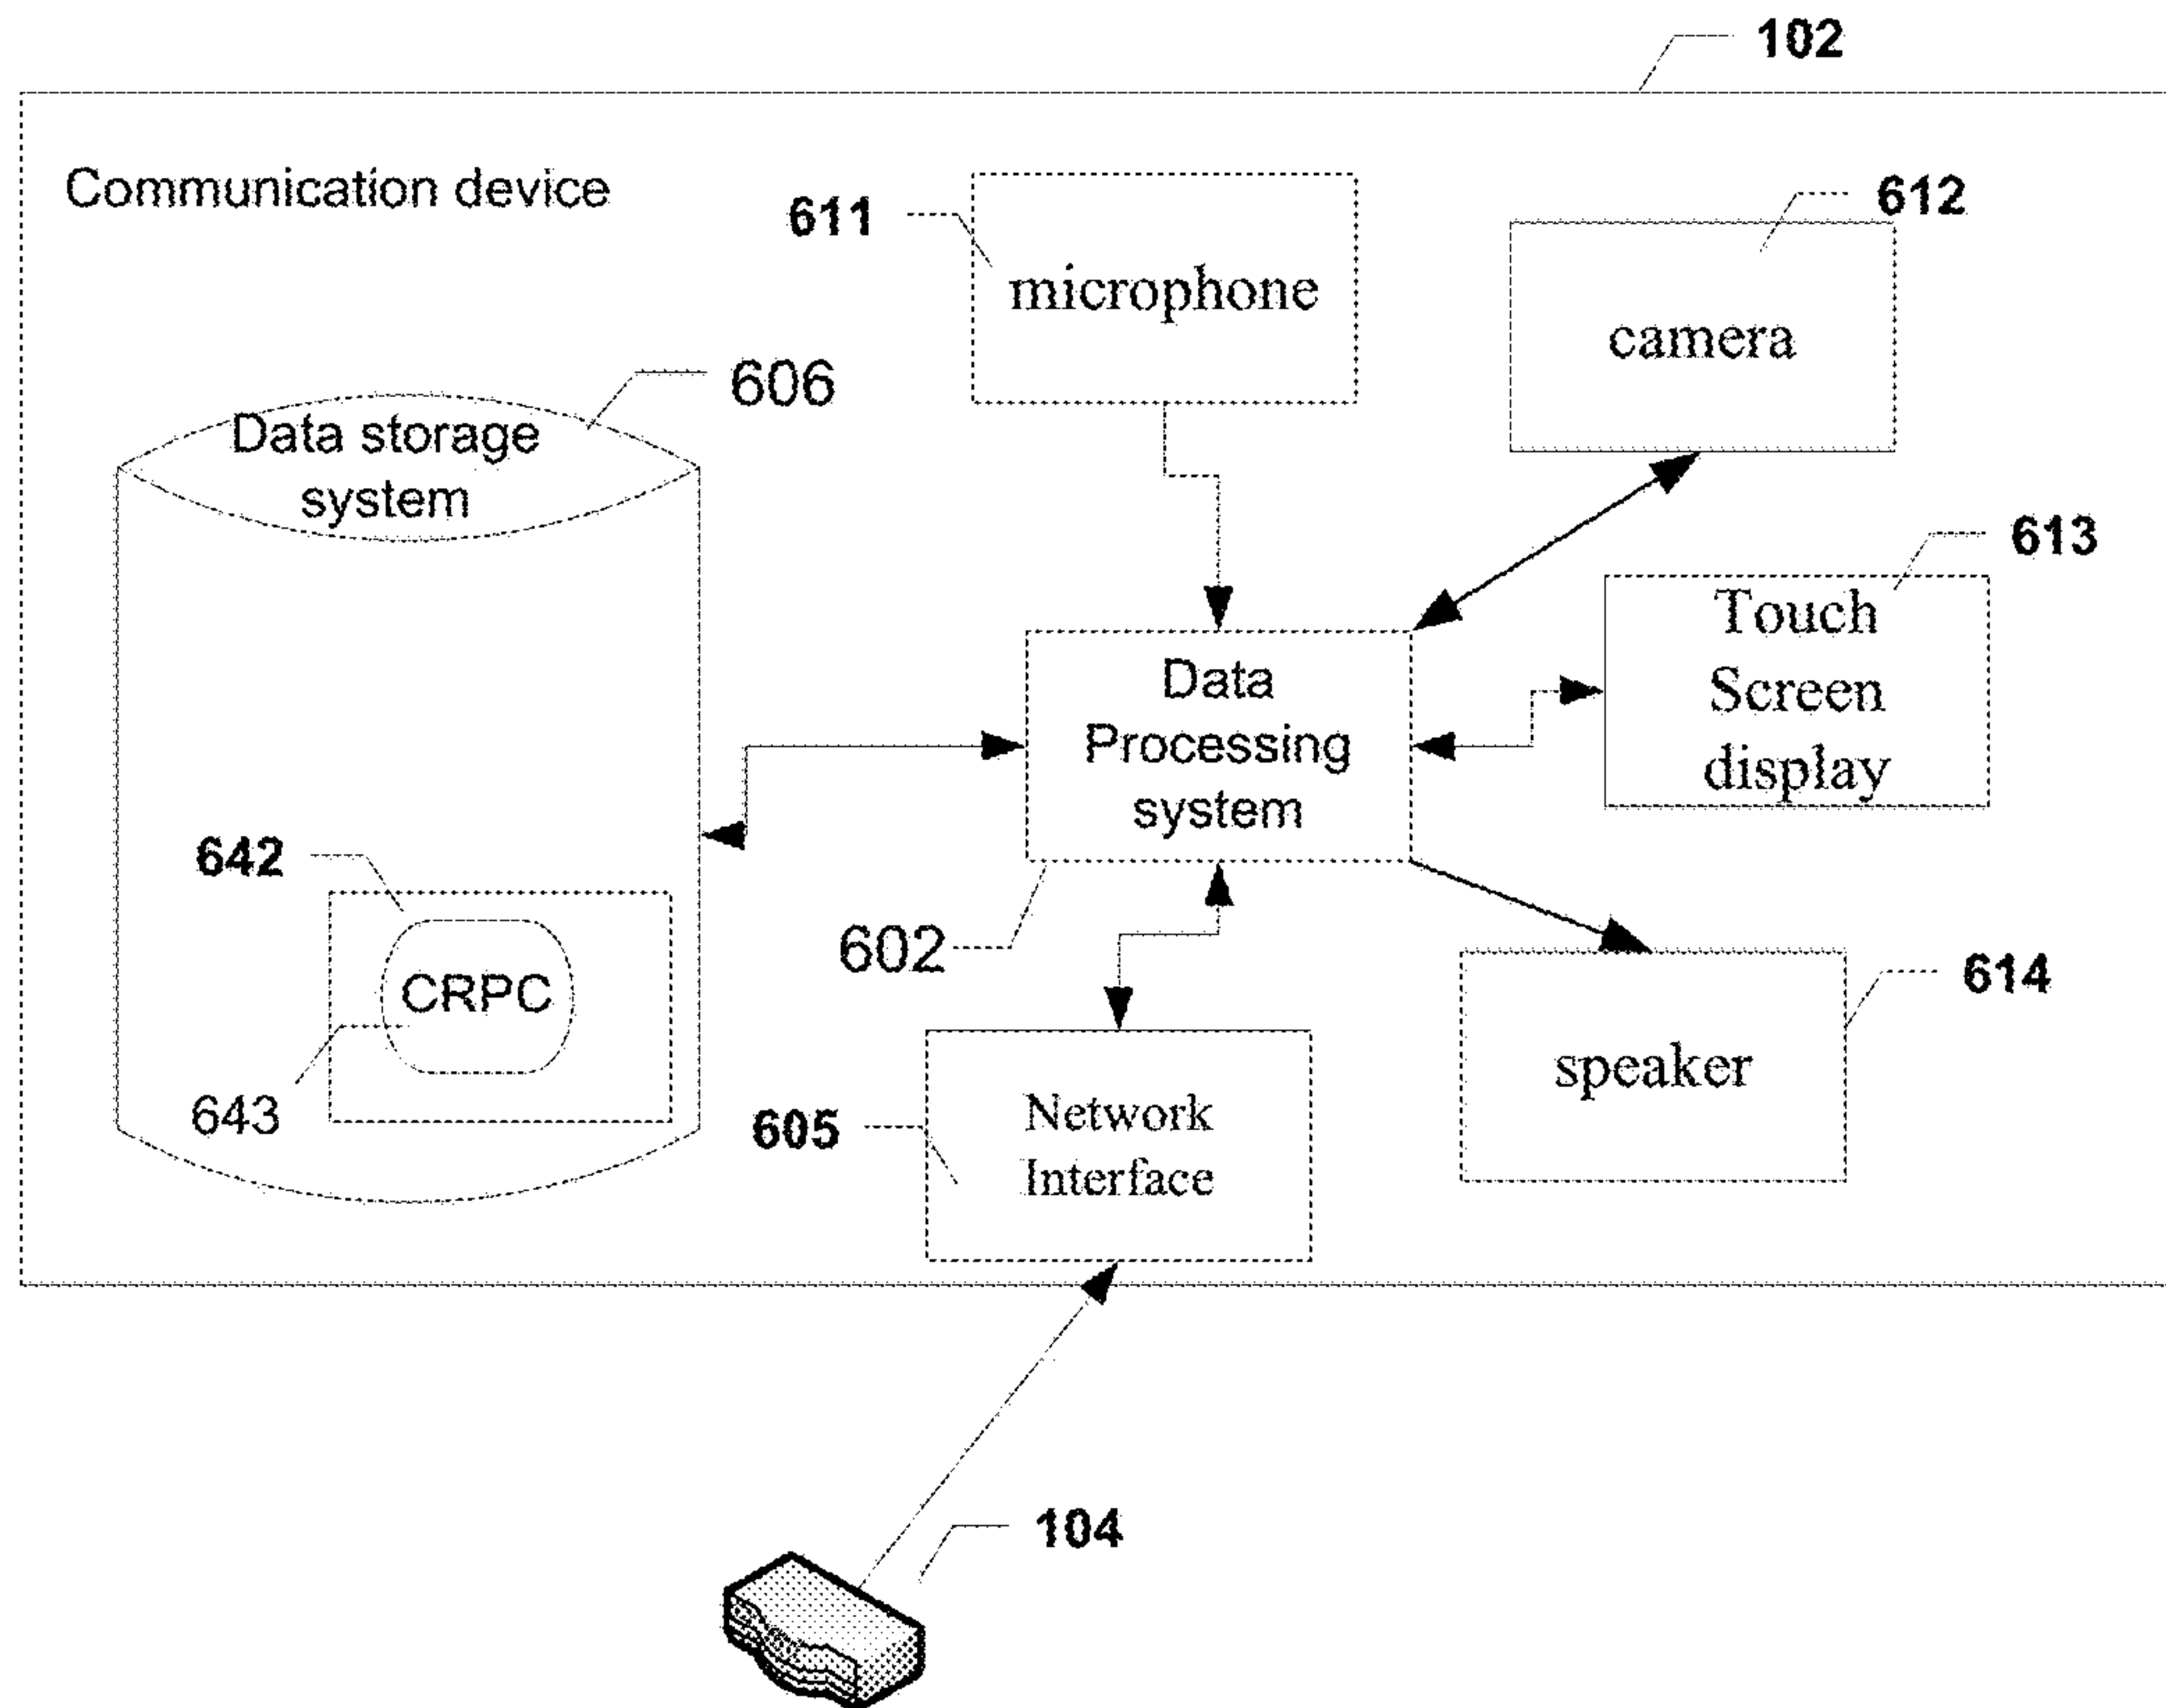 102
Communication device
611
microphone
612
camera
606
Data storage
system
613
Touch
Screen
display
Data
Processing
system
642
CRPC
643
602
614
speaker
605
Network
Interface
104